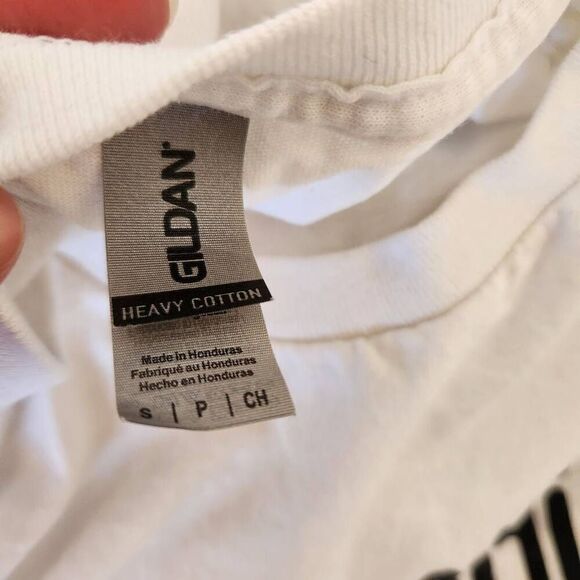 GILDAN®
HEAVY COTTON
Made in Honduras
Fabriqué au Honduras
Hecho en Honduras
S | P | CH